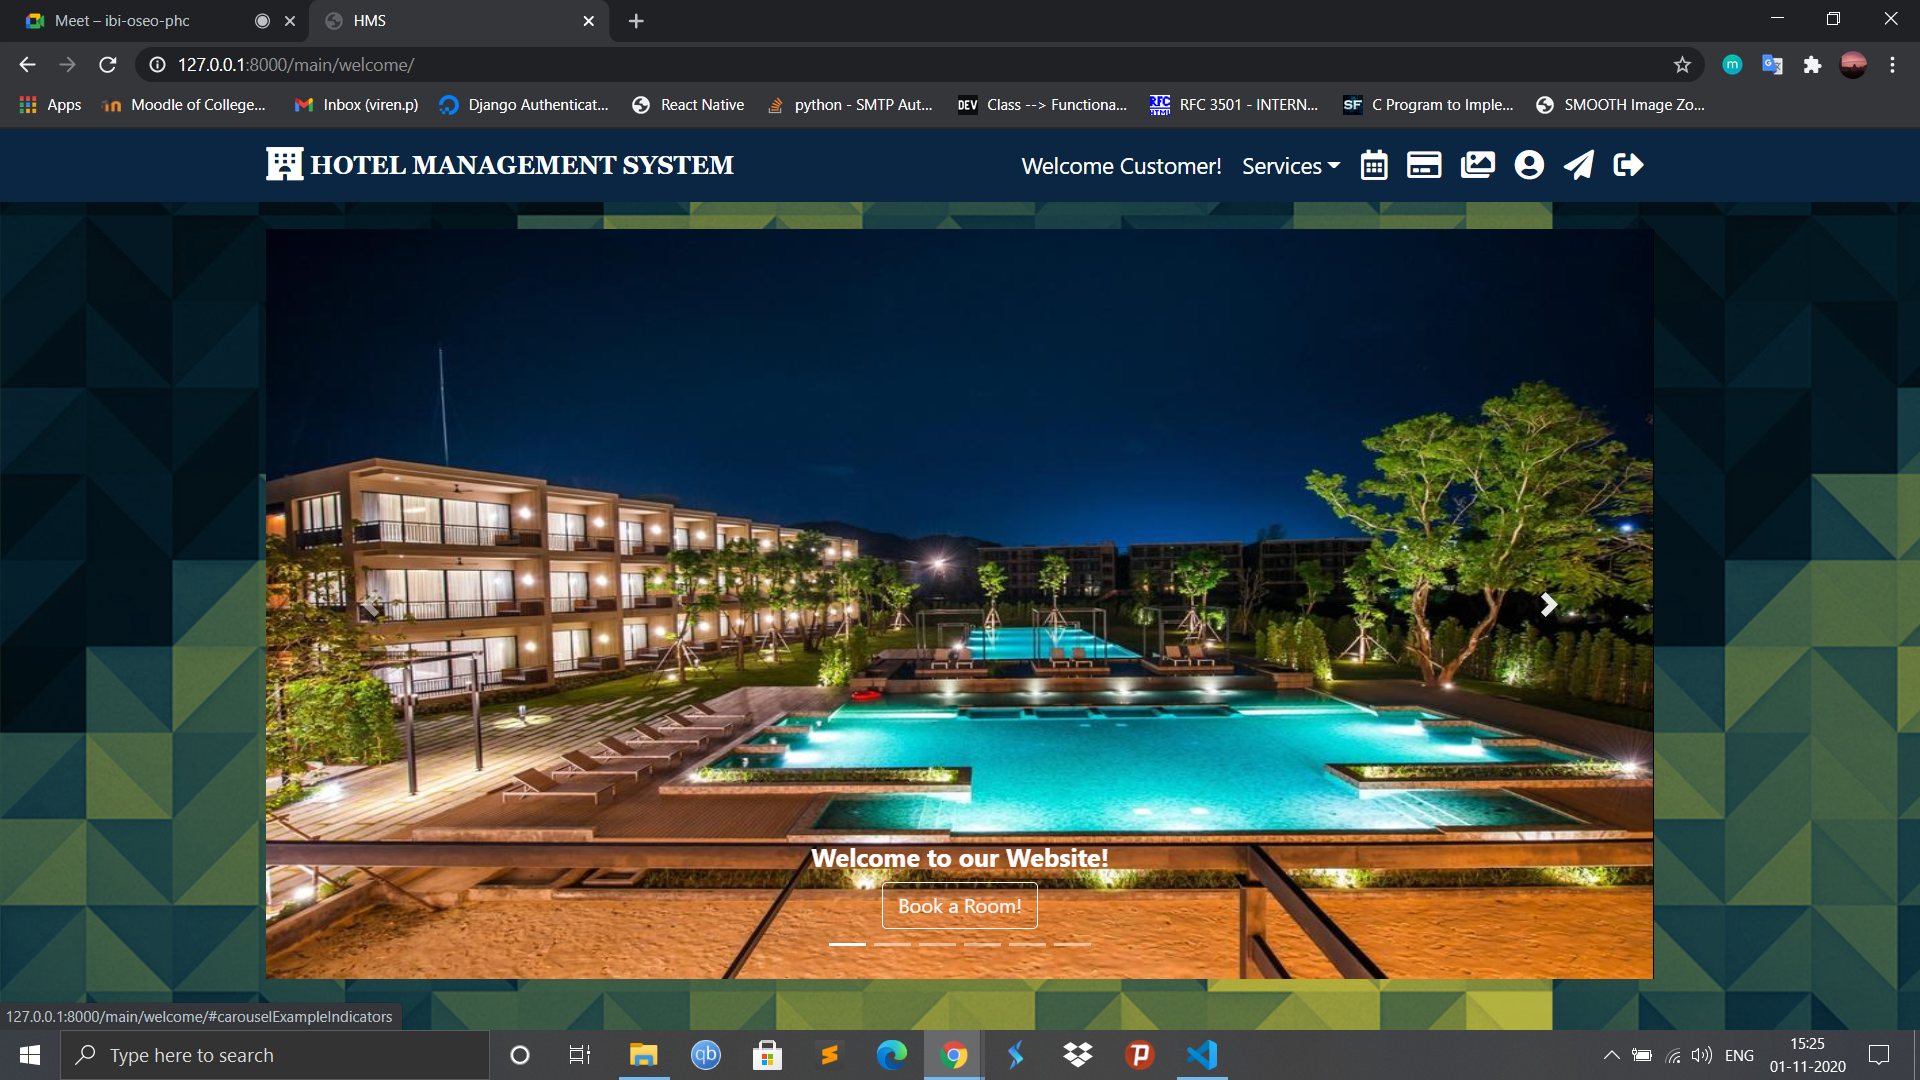 Meet – ibi-oseo-phc
HMS
127.0.0.1:8000/main/welcome/
Apps
Moodle of College...
Inbox (viren.p)
Django Authenticat...
React Native
python - SMTP Aut...
DEV
Class --> Functiona...
RFC
HTML
RFC 3501 - INTERN...
SF
C Program to Imple...
SMOOTH Image Zo...
m
HOTEL MANAGEMENT SYSTEM
Welcome Customer!
Services
Welcome to our Website!
Book a Room!
127.0.0.1:8000/main/welcome/#carouselExampleIndicators
Type here to search
qb
ENG
15:25
01-11-2020